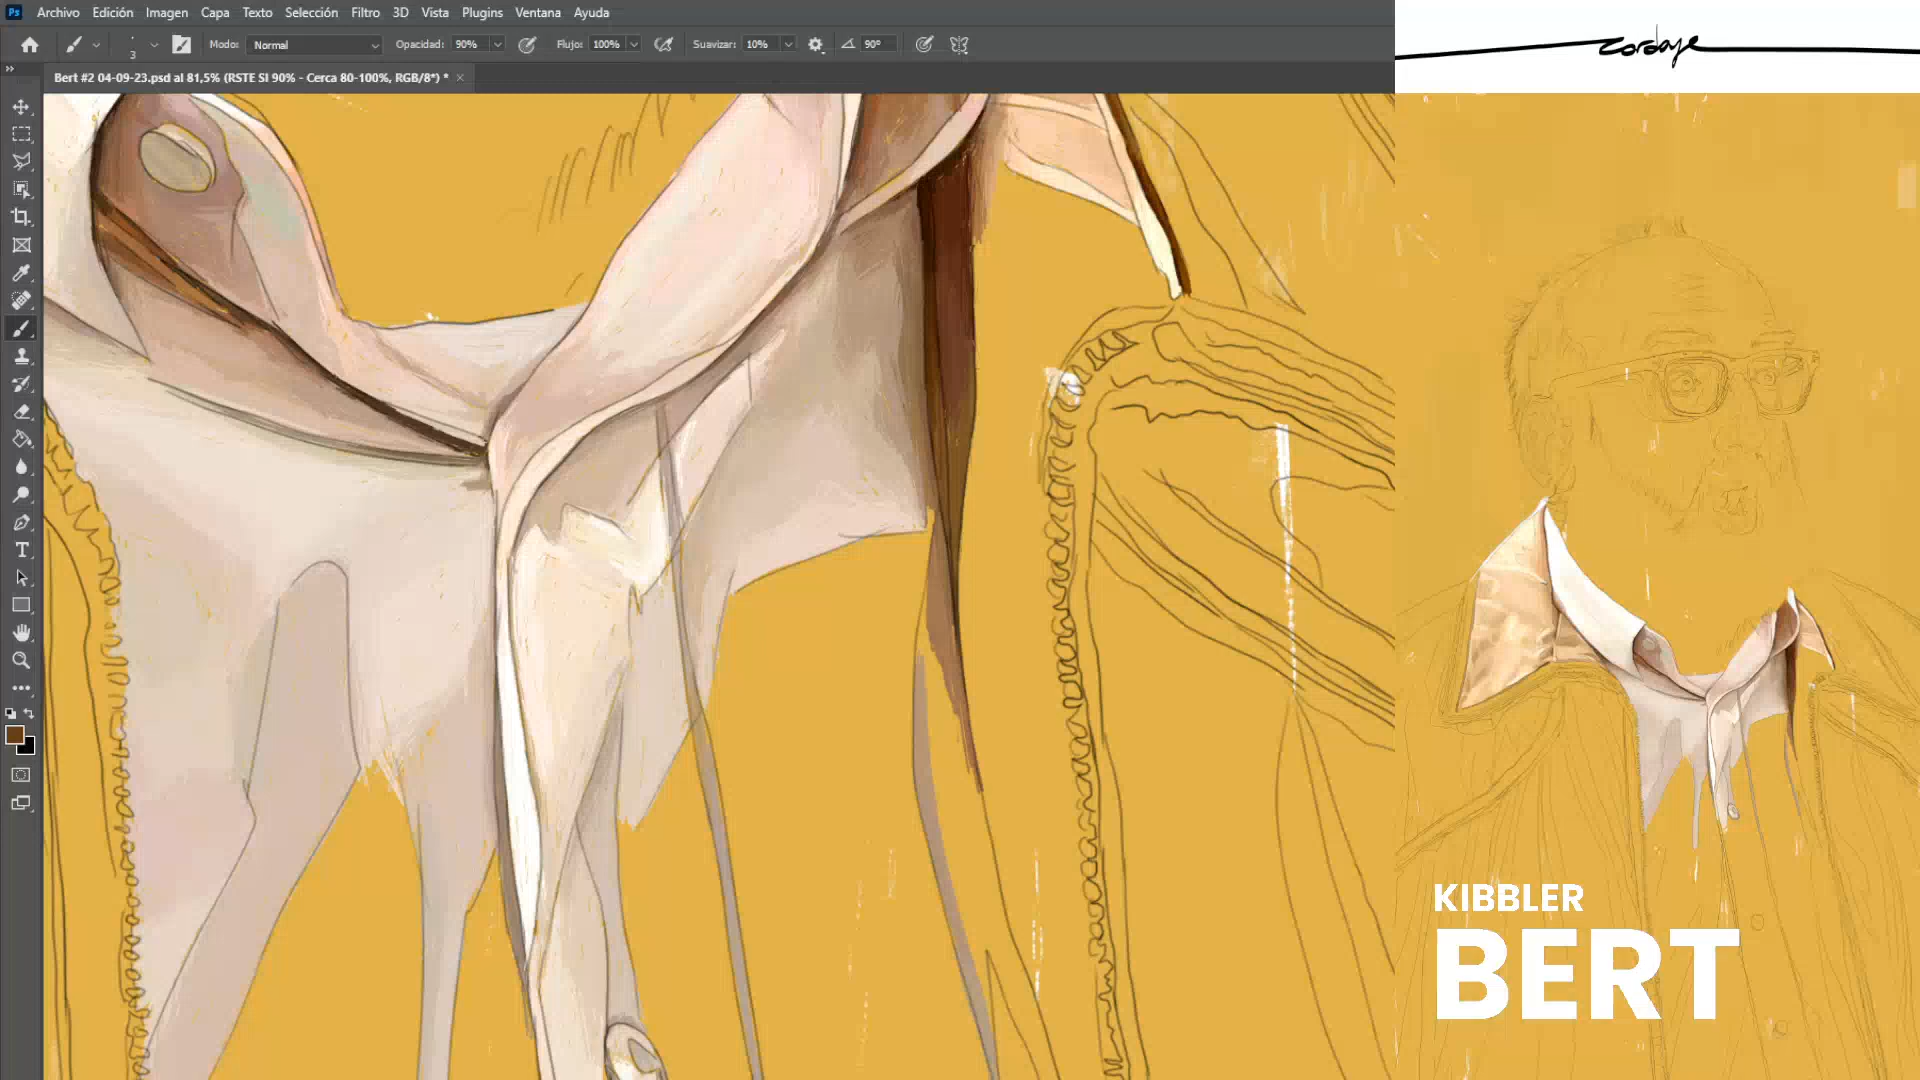 Ps Archivo Edición Imagen Capa Texto Selección Filtro 3D Vista Plugins Ventana Ayuda
3 Modo: Normal Opacidad: 90% Flujo: 100% Suavizar: 10% 90°
Bert #2 04-09-23.psd al 81,5% (RSTE SI 90% - Cerca 80-100%, RGB/8*) *
KIBBLER
BERT